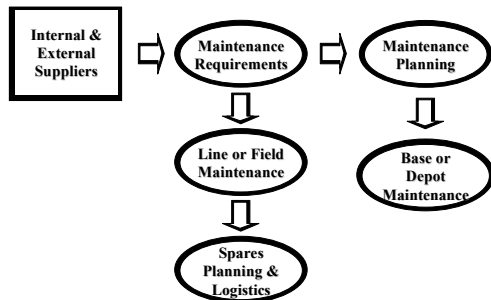 Internal &
External
Suppliers
Maintenance
Requirements
Maintenance
Planning
Line or Field
Maintenance
Base or
Depot
Maintenance
Spares
Planning &
Logistics